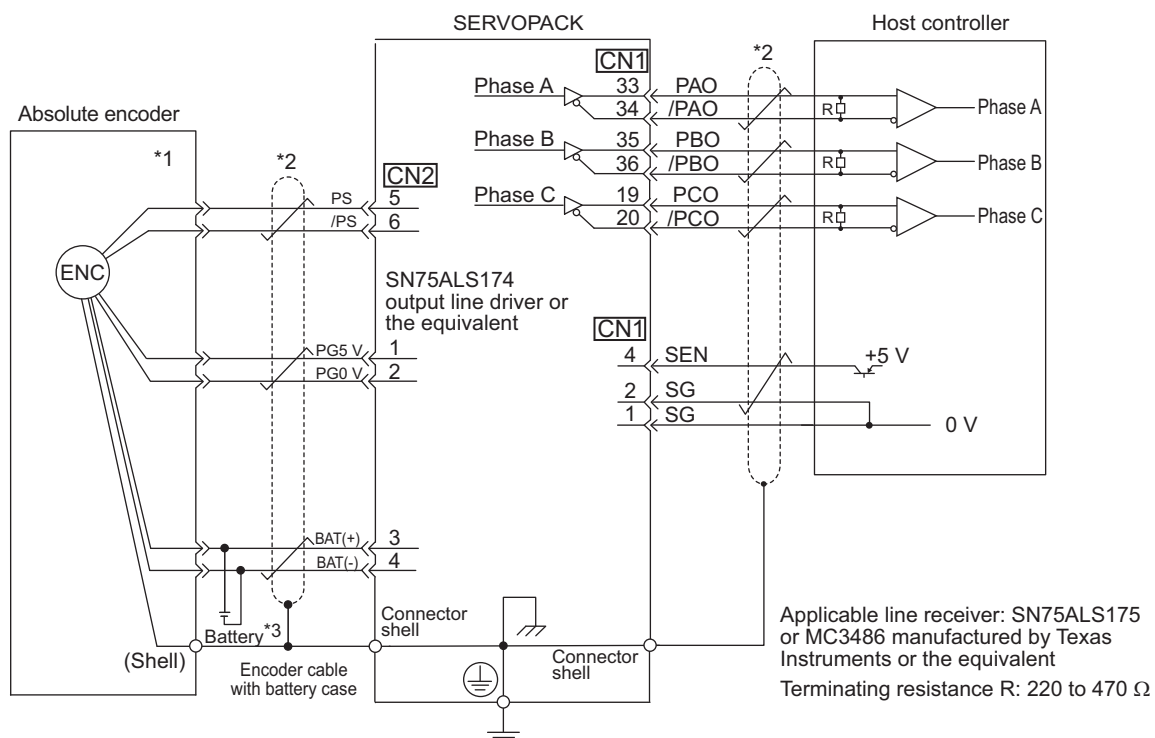 SERVOPACK
Host controller
Absolute encoder
*1
*2
CN2
PS 5
/PS 6
ENC
SN75ALS174
output line driver or
the equivalent
PG5 V 1
PG0 V 2
BAT(+) 3
BAT(-) 4
Battery*3
(Shell)
Encoder cable
with battery case
Connector
shell
CN1
*2
Phase A 33 PAO
34 /PAO R Phase A
Phase B 35 PBO
36 /PBO R Phase B
Phase C 19 PCO
20 /PCO R Phase C
CN1
4 SEN +5 V
2 SG
1 SG 0 V
Connector
shell
Applicable line receiver: SN75ALS175
or MC3486 manufactured by Texas
Instruments or the equivalent
Terminating resistance R: 220 to 470 Ω